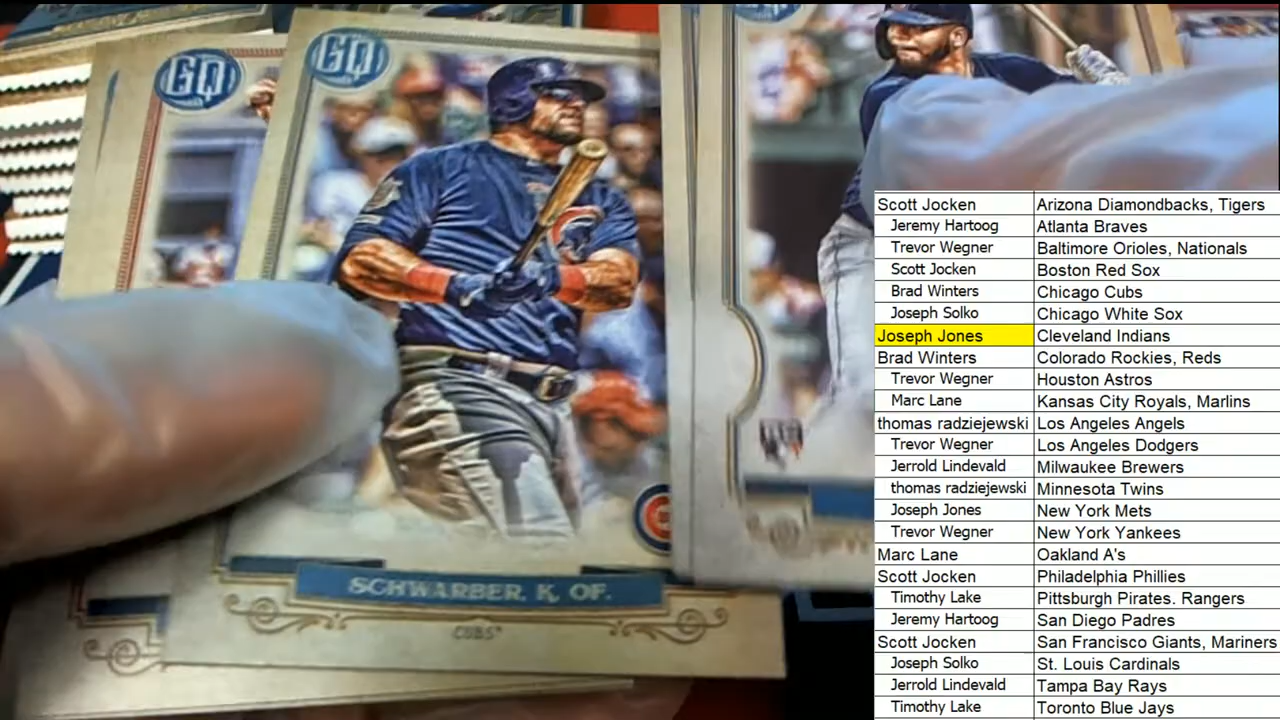 GQ
GQ
SCHWARBER, K, OF.
CUBS
Scott Jocken Arizona Diamondbacks, Tigers
Jeremy Hartoog Atlanta Braves
Trevor Wegner Baltimore Orioles, Nationals
Scott Jocken Boston Red Sox
Brad Winters Chicago Cubs
Joseph Solko Chicago White Sox
Joseph Jones Cleveland Indians
Brad Winters Colorado Rockies, Reds
Trevor Wegner Houston Astros
Marc Lane Kansas City Royals, Marlins
thomas radziejewski Los Angeles Angels
Trevor Wegner Los Angeles Dodgers
Jerrold Lindevald Milwaukee Brewers
thomas radziejewski Minnesota Twins
Joseph Jones New York Mets
Trevor Wegner New York Yankees
Marc Lane Oakland A's
Scott Jocken Philadelphia Phillies
Timothy Lake Pittsburgh Pirates. Rangers
Jeremy Hartoog San Diego Padres
Scott Jocken San Francisco Giants, Mariners
Joseph Solko St. Louis Cardinals
Jerrold Lindevald Tampa Bay Rays
Timothy Lake Toronto Blue Jays